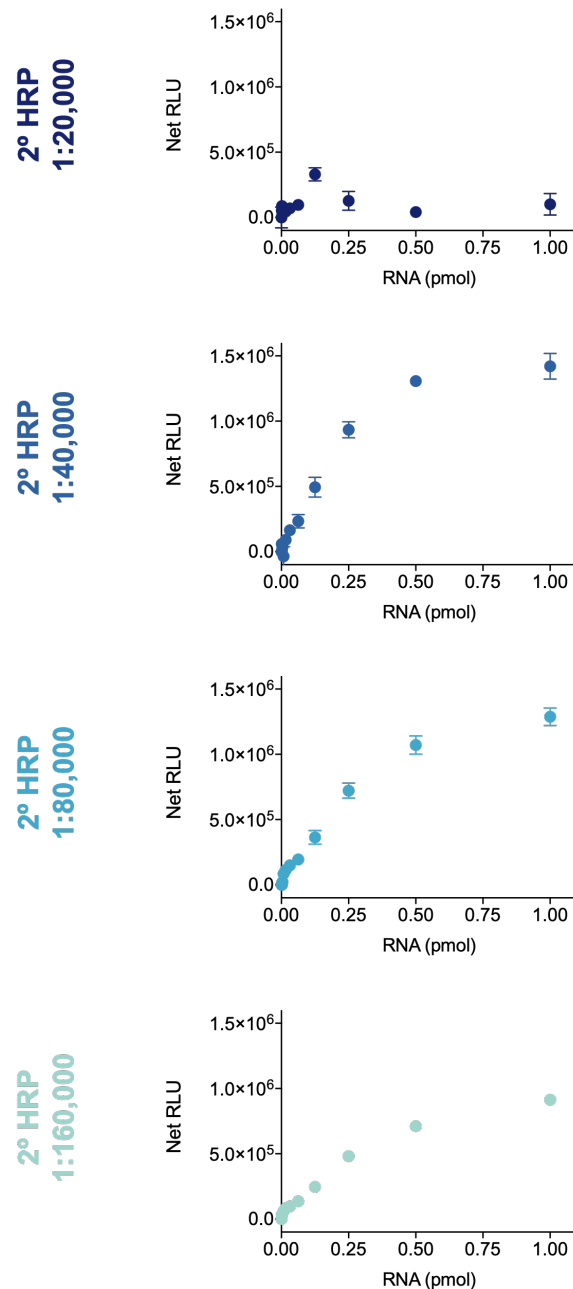 2º HRP
1:20,000
Net RLU
1.5×10⁶
1.0×10⁶
5.0×10⁵
0.0
0.00 0.25 0.50 0.75 1.00
RNA (pmol)
2º HRP
1:40,000
Net RLU
1.5×10⁶
1.0×10⁶
5.0×10⁵
0.0
0.00 0.25 0.50 0.75 1.00
RNA (pmol)
2º HRP
1:80,000
Net RLU
1.5×10⁶
1.0×10⁶
5.0×10⁵
0.0
0.00 0.25 0.50 0.75 1.00
RNA (pmol)
2º HRP
1:160,000
Net RLU
1.5×10⁶
1.0×10⁶
5.0×10⁵
0.0
0.00 0.25 0.50 0.75 1.00
RNA (pmol)